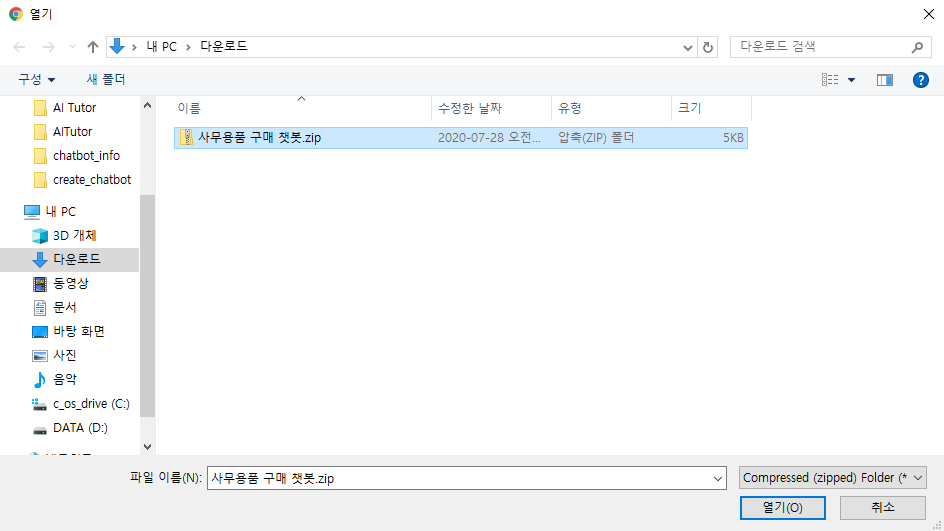 열기
내 PC
다운로드
다운로드 검색
구성
새 폴더
AI Tutor
AITutor
chatbot_info
create_chatbot
내 PC
3D 개체
다운로드
동영상
문서
바탕 화면
사진
음악
c_os_drive (C:)
DATA (D:)
이름
수정한 날짜
유형
크기
사무용품 구매 챗봇.zip
2020-07-28 오전...
압축(ZIP) 폴더
5KB
파일 이름(N):
사무용품 구매 챗봇.zip
Compressed (zipped) Folder (*
열기(O)
취소